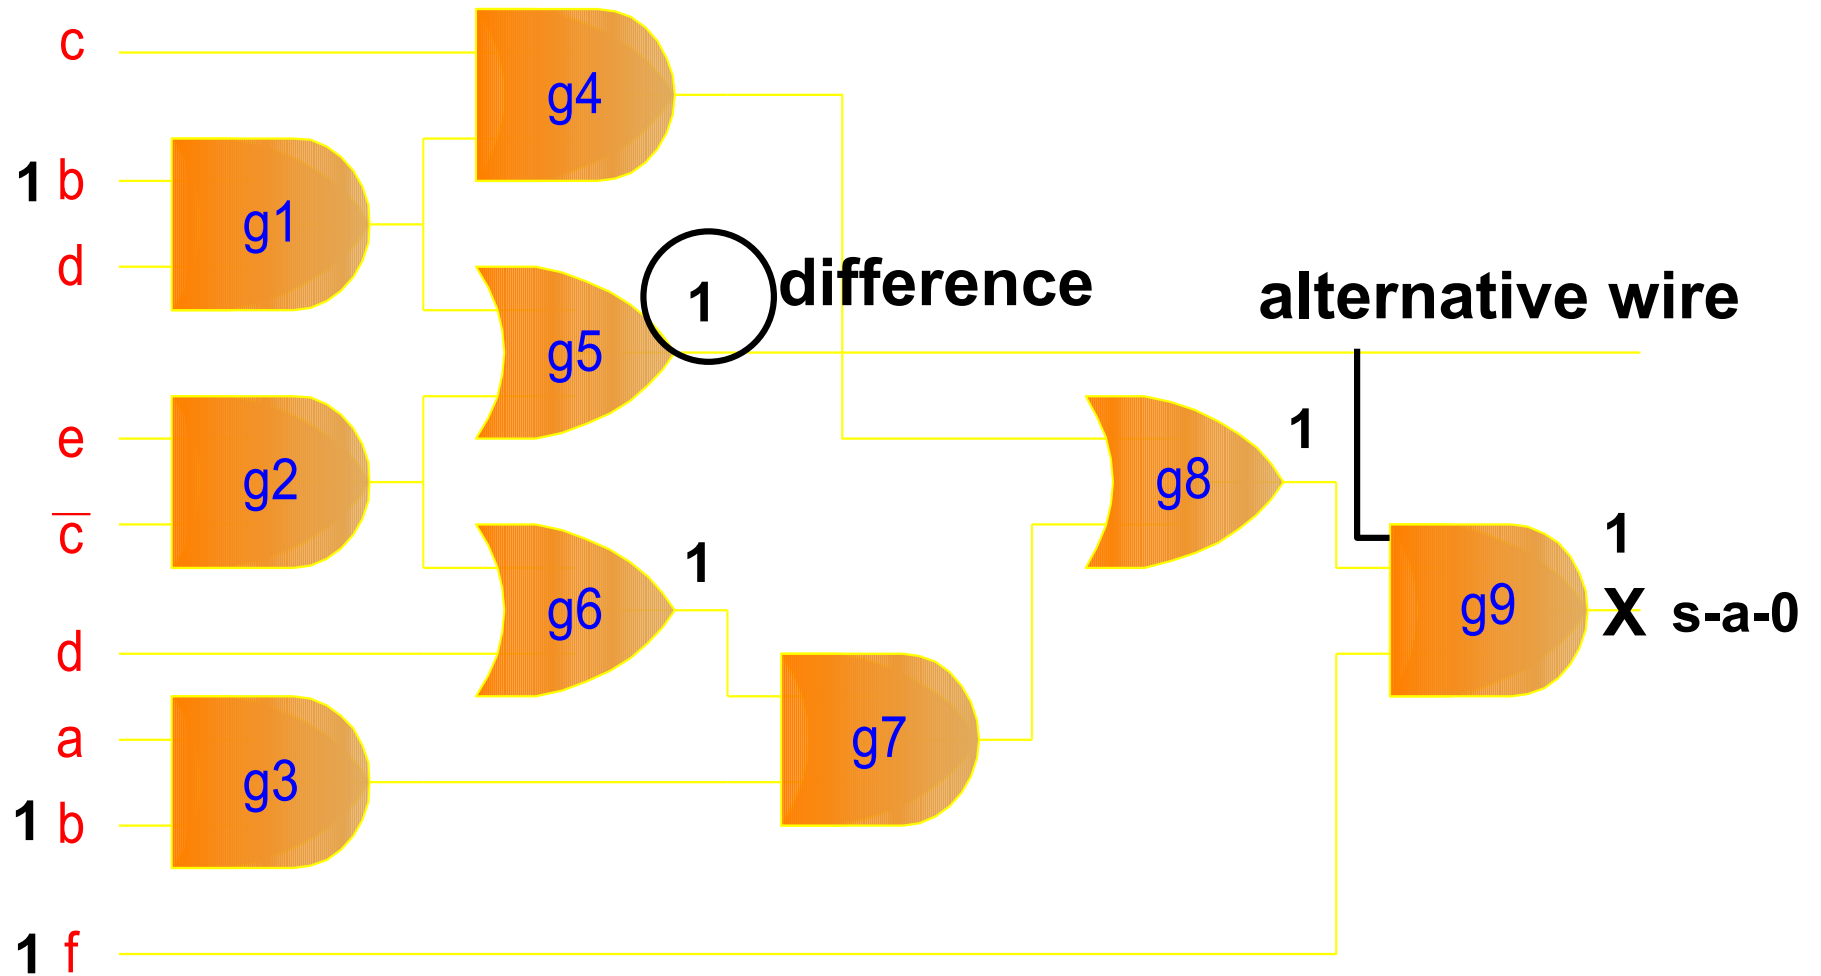 c
g4
1 b
g1
d
1 difference
alternative wire
g5
e
1
g2
g8
c̅
1
1
g6
g9
X s-a-0
d
a
g7
g3
1 b
1 f